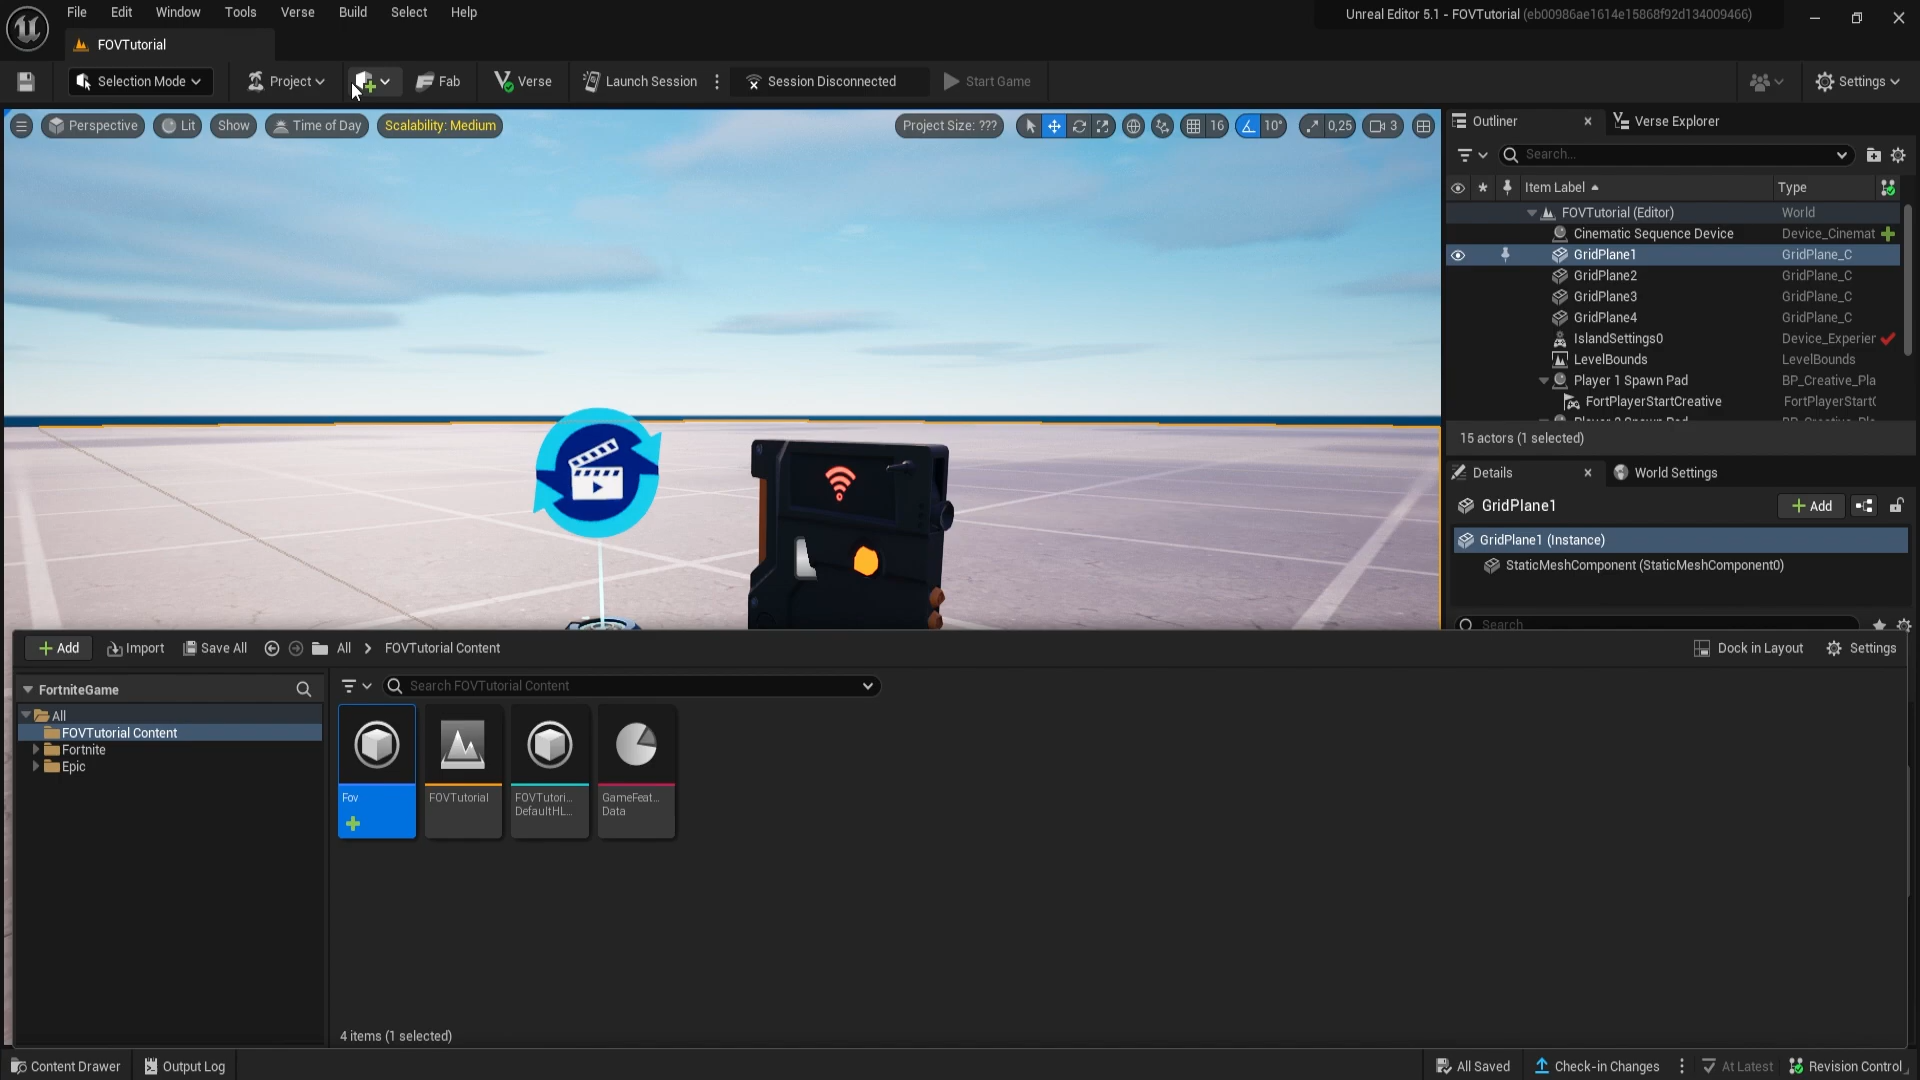 File Edit Window Tools Verse Build Select Help
Unreal Editor 5.1 - FOVTutorial (eb00986ae1614e15868f92d134009466)
FOVTutorial
Selection Mode Project Fab Verse Launch Session Session Disconnected Start Game Settings
Perspective Lit Show Time of Day Scalability: Medium Project Size: ??? 16 10° 0,25 3
Outliner Verse Explorer
Search...
Item Label Type
FOVTutorial (Editor) World
Cinematic Sequence Device Device_Cinemat
GridPlane1 GridPlane_C
GridPlane2 GridPlane_C
GridPlane3 GridPlane_C
GridPlane4 GridPlane_C
IslandSettings0 Device_Experier
LevelBounds LevelBounds
Player 1 Spawn Pad BP_Creative_Pla
FortPlayerStartCreative FortPlayerStart
15 actors (1 selected)
Details World Settings
GridPlane1 Add
GridPlane1 (Instance)
StaticMeshComponent (StaticMeshComponent0)
Search
Add Import Save All All FOVTutorial Content Dock in Layout Settings
FortniteGame
Search FOVTutorial Content
All
FOVTutorial Content
Fortnite
Epic
Fov
FOVTutorial
FOVTutori...
DefaultHL...
GameFeat...
Data
4 items (1 selected)
Content Drawer Output Log All Saved Check-in Changes At Latest Revision Control